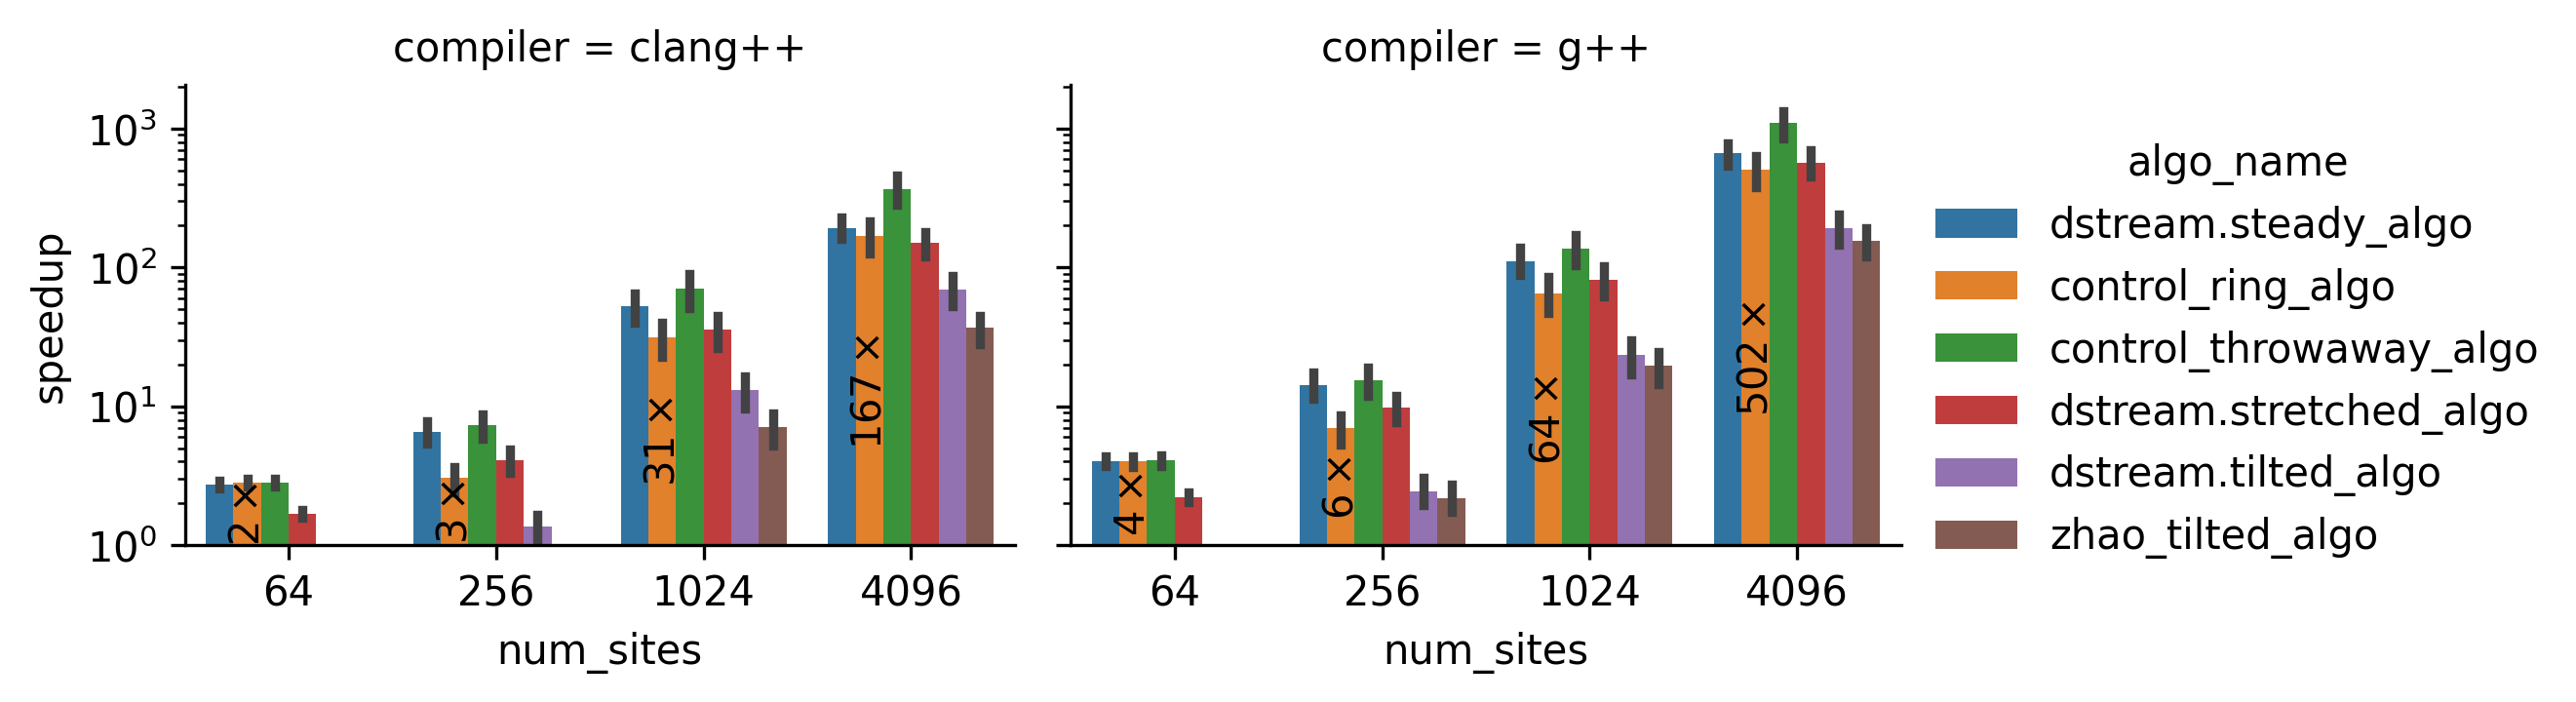 compiler = clang++
compiler = g++
speedup
10³
10²
10¹
10⁰
2 ×
3 ×
31 ×
167 ×
4 ×
6 ×
64 ×
502 ×
64
256
1024
4096
64
256
1024
4096
num_sites
num_sites
algo_name
dstream.steady_algo
control_ring_algo
control_throwaway_algo
dstream.stretched_algo
dstream.tilted_algo
zhao_tilted_algo